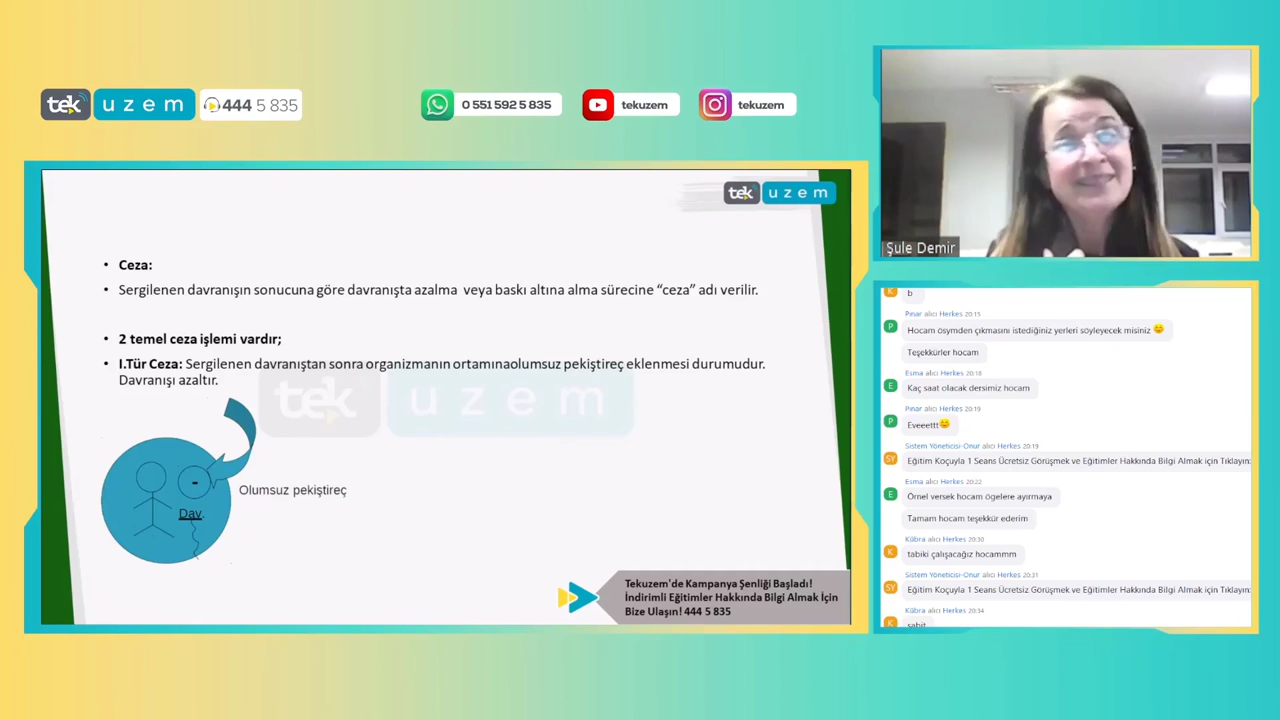 tek uzem 444 5 835
0 551 592 5 835
tekuzem
tekuzem
tek uzem
• Ceza:
• Sergilenen davranışın sonucuna göre davranışta azalma veya baskı altına alma sürecine “ceza” adı verilir.
• 2 temel ceza işlemi vardır;
• I.Tür Ceza: Sergilenen davranıştan sonra organizmanın ortamınaolumsuz pekiştireç eklenmesi durumudur.
Davranışı azaltır.
tek uzem
-
Dav.
Olumsuz pekiştireç
Tekuzem'de Kampanya Şenliği Başladı!
İndirimli Eğitimler Hakkında Bilgi Almak İçin
Bize Ulaşın! 444 5 835
Şule Demir
K
b
Pınar alıcı Herkes 20:15
P
Hocam ösymden çıkmasını istediğiniz yerleri söyleyecek misiniz 😊
Teşekkürler hocam
Esma alıcı Herkes 20:18
E
Kaç saat olacak dersimiz hocam
Pınar alıcı Herkes 20:19
P
Eveeettt😊
Sistem Yöneticisi-Onur alıcı Herkes 20:19
SY
Eğitim Koçuyla 1 Seans Ücretsiz Görüşmek ve Eğitimler Hakkında Bilgi Almak için Tıklayın:
Esma alıcı Herkes 20:22
E
Örnel versek hocam ögelere ayırmaya
Tamam hocam teşekkür ederim
Kübra alıcı Herkes 20:30
K
tabiki çalışacağız hocammm
Sistem Yöneticisi-Onur alıcı Herkes 20:31
SY
Eğitim Koçuyla 1 Seans Ücretsiz Görüşmek ve Eğitimler Hakkında Bilgi Almak için Tıklayın:
Kübra alıcı Herkes 20:34
K
sabit